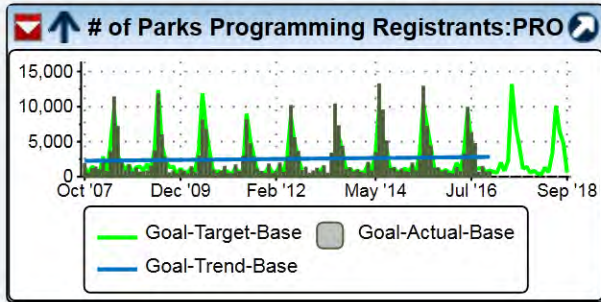 # of Parks Programming Registrants:PRO
15,000
10,000
5,000
0
Oct '07 Dec '09 Feb '12 May '14 Jul '16 Sep '18
Goal-Target-Base Goal-Actual-Base
Goal-Trend-Base